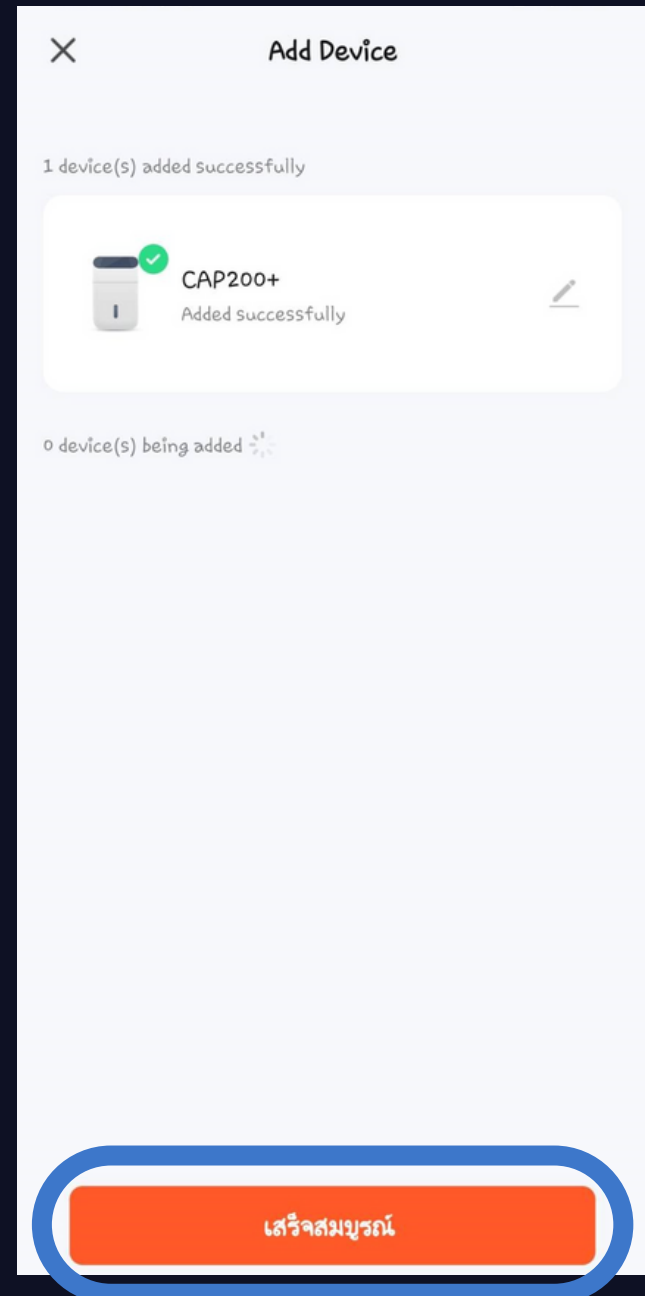 Add Device
1 device(s) added successfully
CAP200+
Added successfully
0 device(s) being added
เสร็จสมบูรณ์